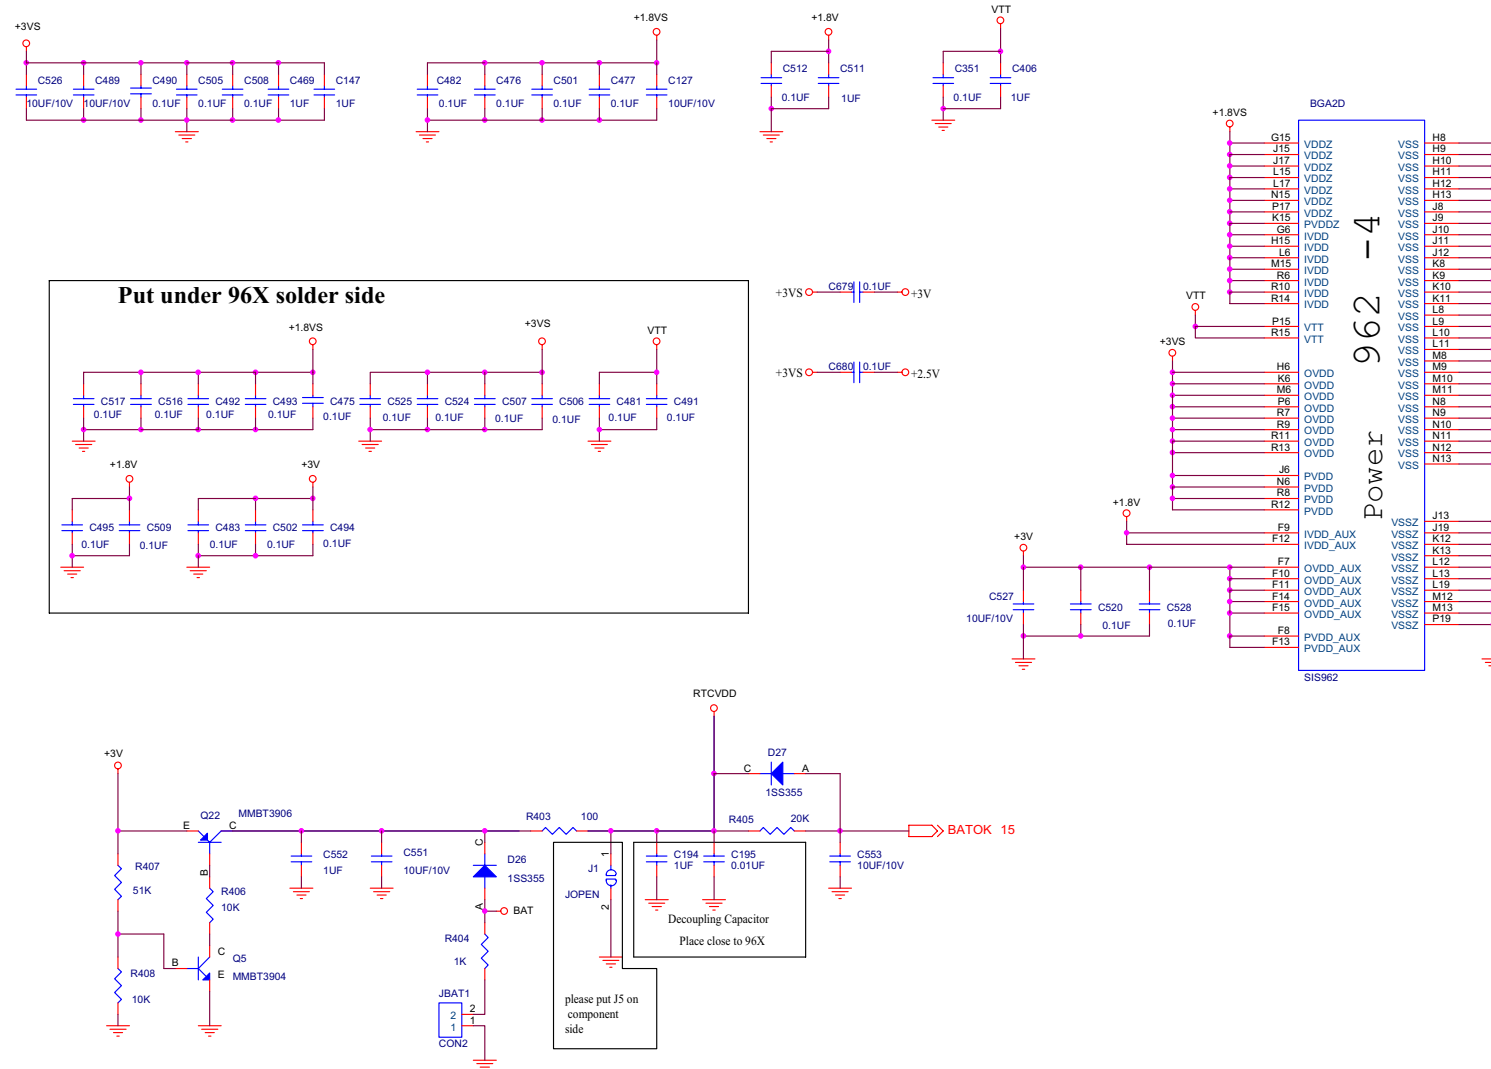 +3VS
+1.8VS
+1.8V
VTT
C526
C489
C490
C505
C508
C469
C147
10UF/10V
10UF/10V
0.1UF
0.1UF
0.1UF
1UF
1UF
C482
C476
C501
C477
C127
0.1UF
0.1UF
0.1UF
0.1UF
10UF/10V
C512
C511
0.1UF
1UF
C351
C406
0.1UF
1UF
Put under 96X solder side
+1.8VS
+3VS
VTT
C517
C516
C492
C493
C475
0.1UF
0.1UF
0.1UF
0.1UF
0.1UF
C525
C524
C507
C506
0.1UF
0.1UF
0.1UF
0.1UF
C481
C491
0.1UF
0.1UF
+1.8V
+3V
C495
C509
0.1UF
0.1UF
C483
C502
C494
0.1UF
0.1UF
0.1UF
+3VS
C679
0.1UF
+3V
+3VS
C680
0.1UF
+2.5V
BGA2D
+1.8VS
G15 VDDZ
J15 VDDZ
J17 VDDZ
L15 VDDZ
L17 VDDZ
N15 VDDZ
P17 VDDZ
K15 PVDDZ
G6 IVDD
H15 IVDD
L6 IVDD
M15 IVDD
R6 IVDD
R10 IVDD
R14 IVDD
VTT
P15 VTT
R15 VTT
+3VS
H6 OVDD
K6 OVDD
M6 OVDD
P6 OVDD
R7 OVDD
R9 OVDD
R11 OVDD
R13 OVDD
J6 PVDD
N6 PVDD
R8 PVDD
R12 PVDD
+1.8V
F9 IVDD_AUX
F12 IVDD_AUX
+3V
F7 OVDD_AUX
F10 OVDD_AUX
F11 OVDD_AUX
F14 OVDD_AUX
F15 OVDD_AUX
F8 PVDD_AUX
F13 PVDD_AUX
Power 962 -4
VSS H8
VSS H9
VSS H10
VSS H11
VSS H12
VSS H13
VSS J8
VSS J9
VSS J10
VSS J11
VSS J12
VSS K8
VSS K9
VSS K10
VSS K11
VSS L8
VSS L9
VSS L10
VSS L11
VSS M8
VSS M9
VSS M10
VSS M11
VSS N8
VSS N9
VSS N10
VSS N11
VSS N12
VSS N13
VSSZ J13
VSSZ J19
VSSZ K12
VSSZ K13
VSSZ L12
VSSZ L13
VSSZ L19
VSSZ M12
VSSZ M13
VSSZ P19
SIS962
C527
10UF/10V
C520
0.1UF
C528
0.1UF
RTCVDD
+3V
Q22
MMBT3906
E
C
B
R407
51K
R406
10K
R408
10K
B
C
E
Q5
MMBT3904
C552
1UF
C551
10UF/10V
C
D26
1SS355
A
BAT
R404
1K
JBAT1
2
1
2
1
CON2
R403
100
1
J1
JOPEN
2
please put J5 on
component
side
C194
1UF
C195
0.01UF
Decoupling Capacitor
Place close to 96X
D27
C
A
1SS355
R405
20K
C553
10UF/10V
BATOK 15